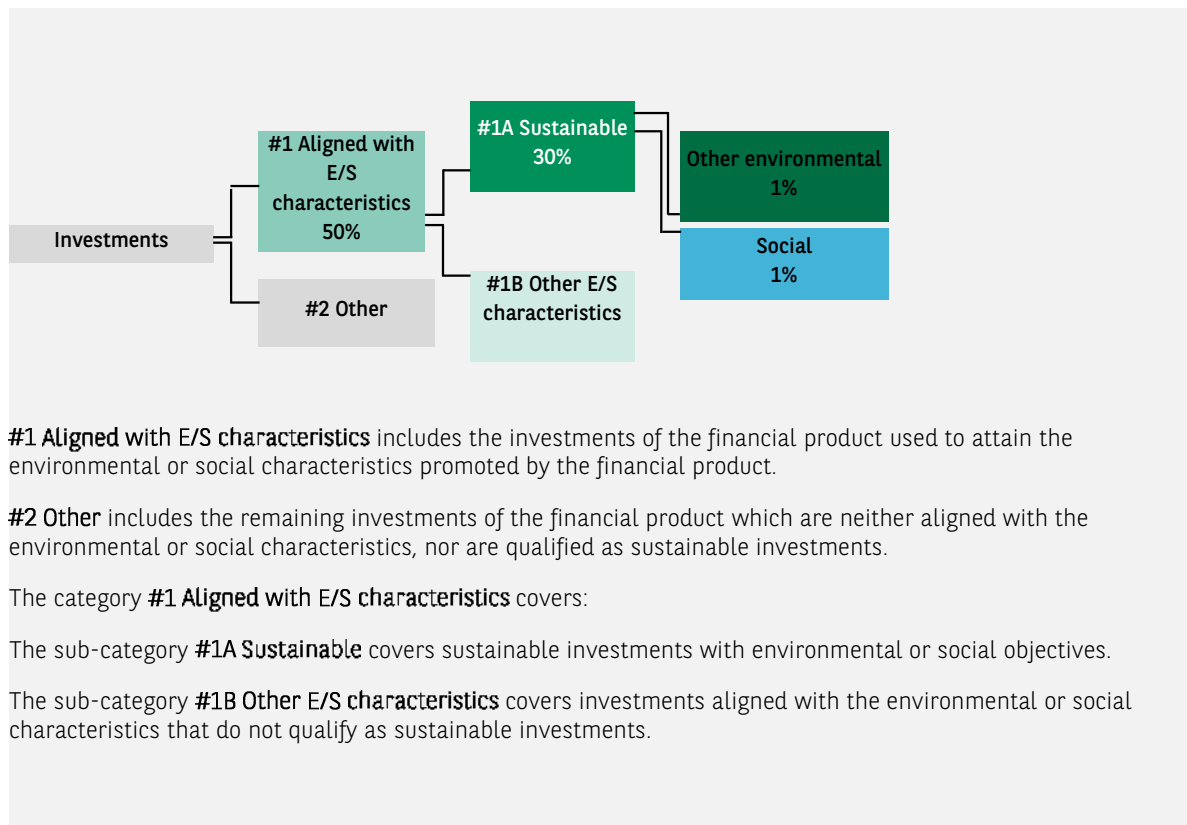 Investments
#1 Aligned with
E/S
characteristics
50%
#2 Other
#1A Sustainable
30%
#1B Other E/S
characteristics
Other environmental
1%
Social
1%
#1 Aligned with E/S characteristics includes the investments of the financial product used to attain the
environmental or social characteristics promoted by the financial product.
#2 Other includes the remaining investments of the financial product which are neither aligned with the
environmental or social characteristics, nor are qualified as sustainable investments.
The category #1 Aligned with E/S characteristics covers:
The sub-category #1A Sustainable covers sustainable investments with environmental or social objectives.
The sub-category #1B Other E/S characteristics covers investments aligned with the environmental or social
characteristics that do not qualify as sustainable investments.